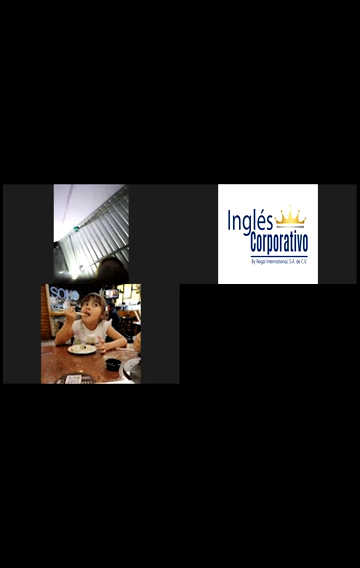 Inglés
Corporativo
By Regal International, S.A. de C.V.